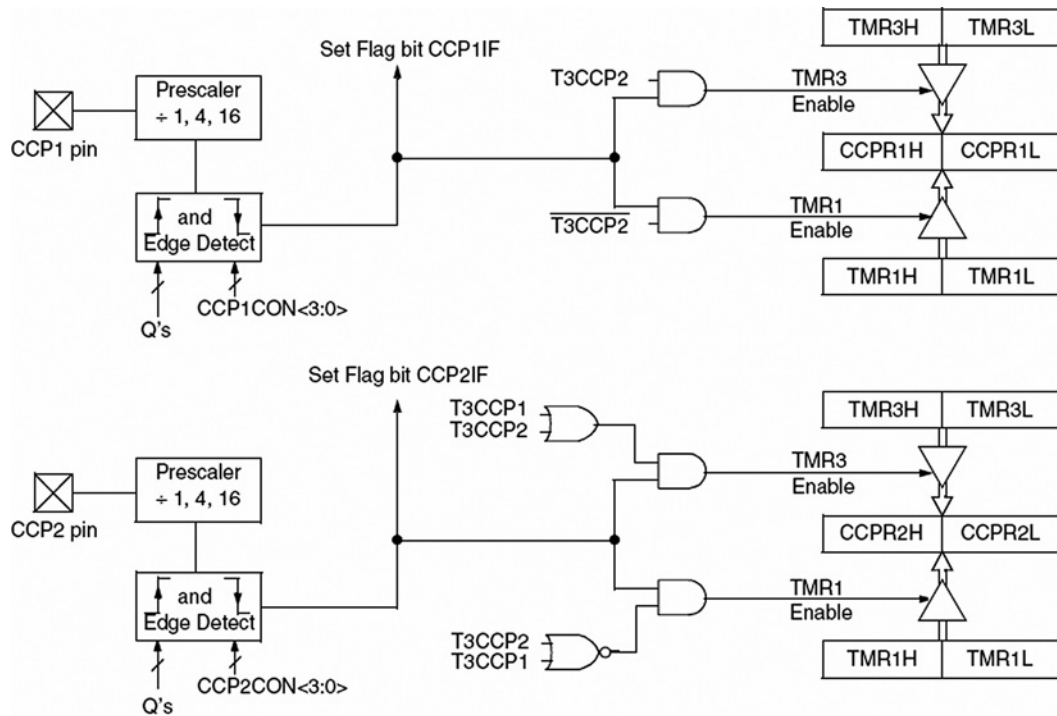 TMR3H TMR3L
Set Flag bit CCP1IF
T3CCP2
TMR3
Enable
Prescaler
÷ 1, 4, 16
CCP1 pin
CCPR1H CCPR1L
and
Edge Detect
T3CCP2
TMR1
Enable
TMR1H TMR1L
CCP1CON<3:0>
Q's
Set Flag bit CCP2IF
TMR3H TMR3L
T3CCP1
T3CCP2
TMR3
Enable
Prescaler
÷ 1, 4, 16
CCP2 pin
CCPR2H CCPR2L
and
Edge Detect
TMR1
Enable
T3CCP2
T3CCP1
TMR1H TMR1L
CCP2CON<3:0>
Q's